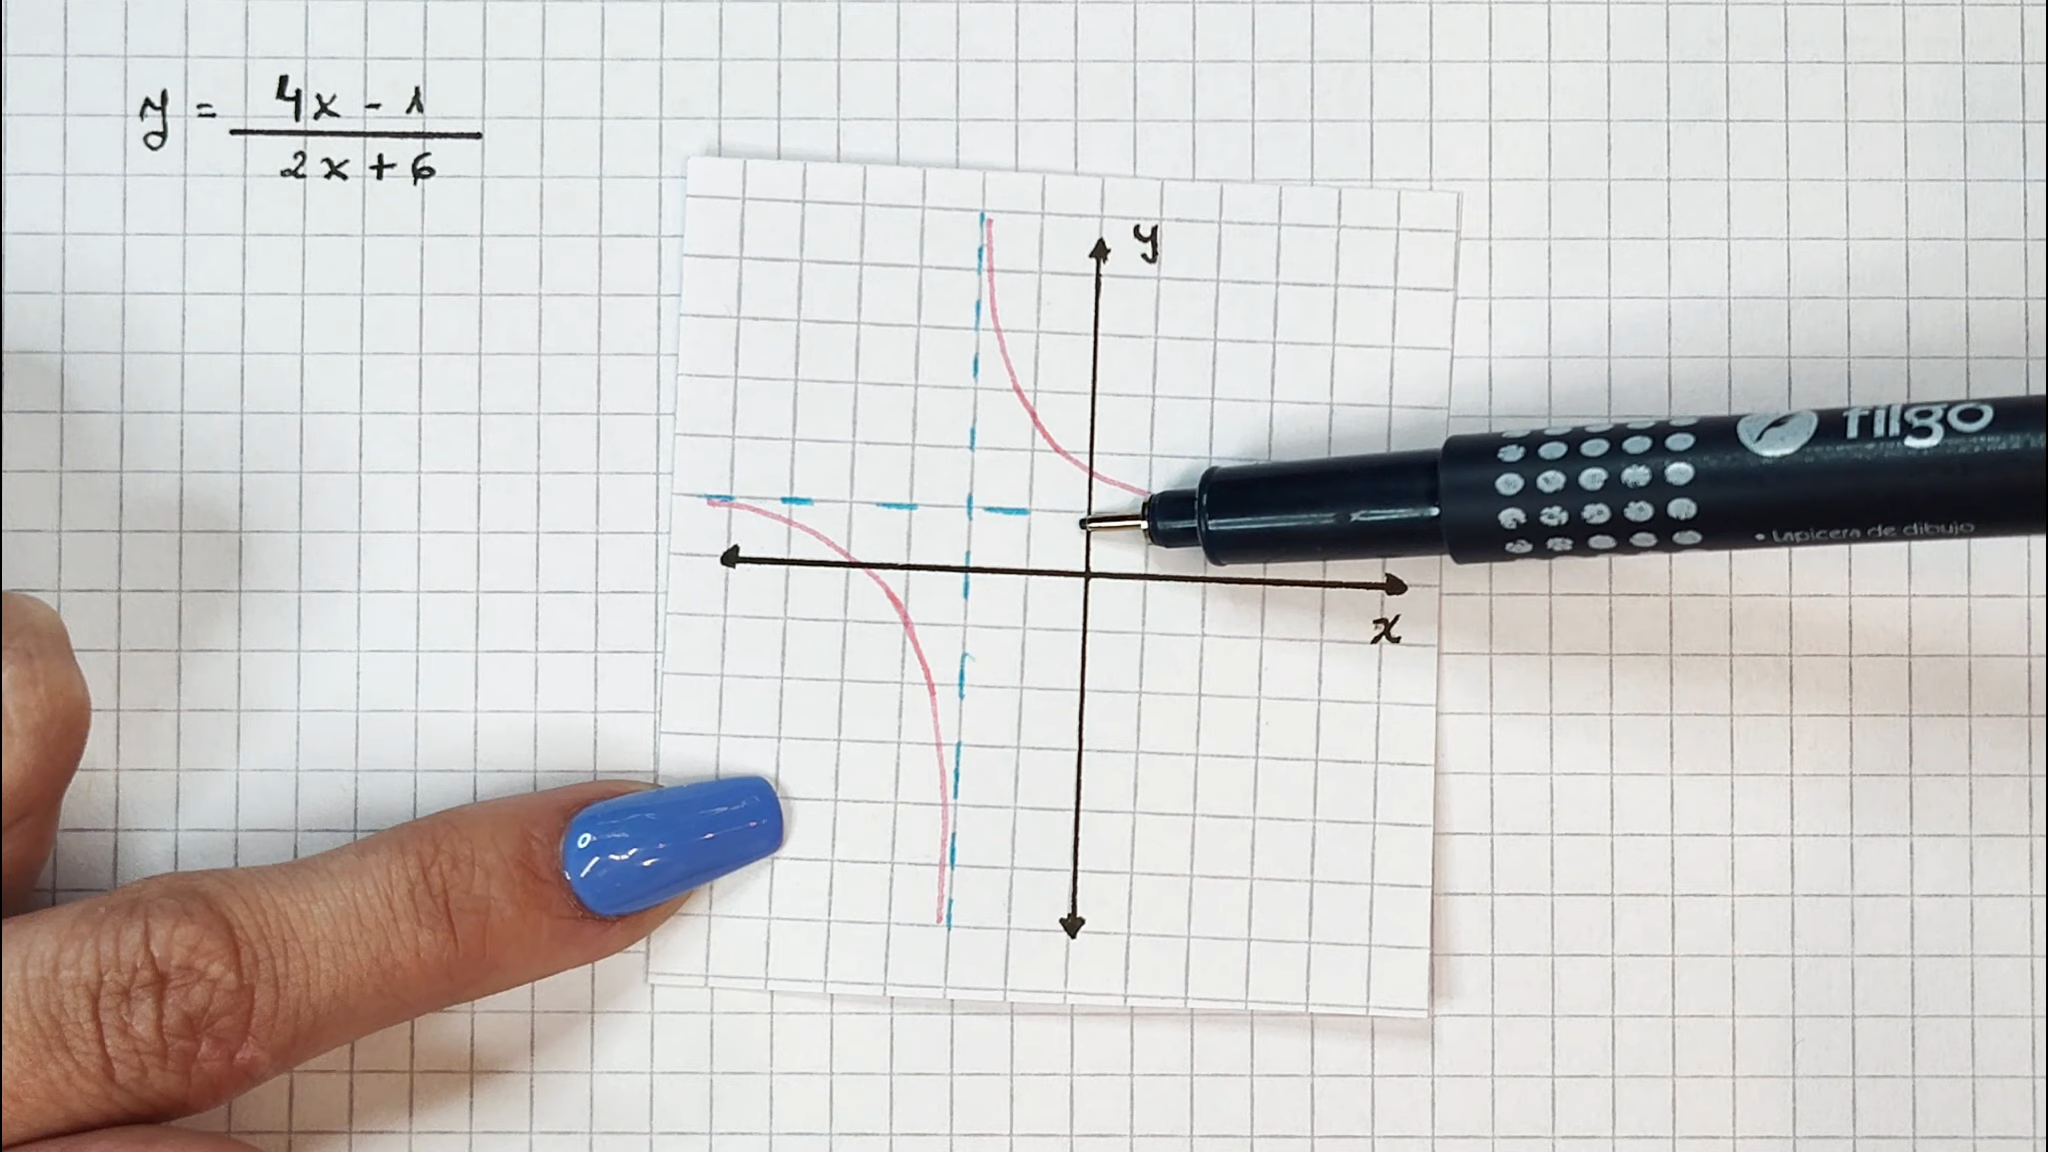 y = 4x - 1
2x + 6
y
x
filgo
• Lapicera de dibujo